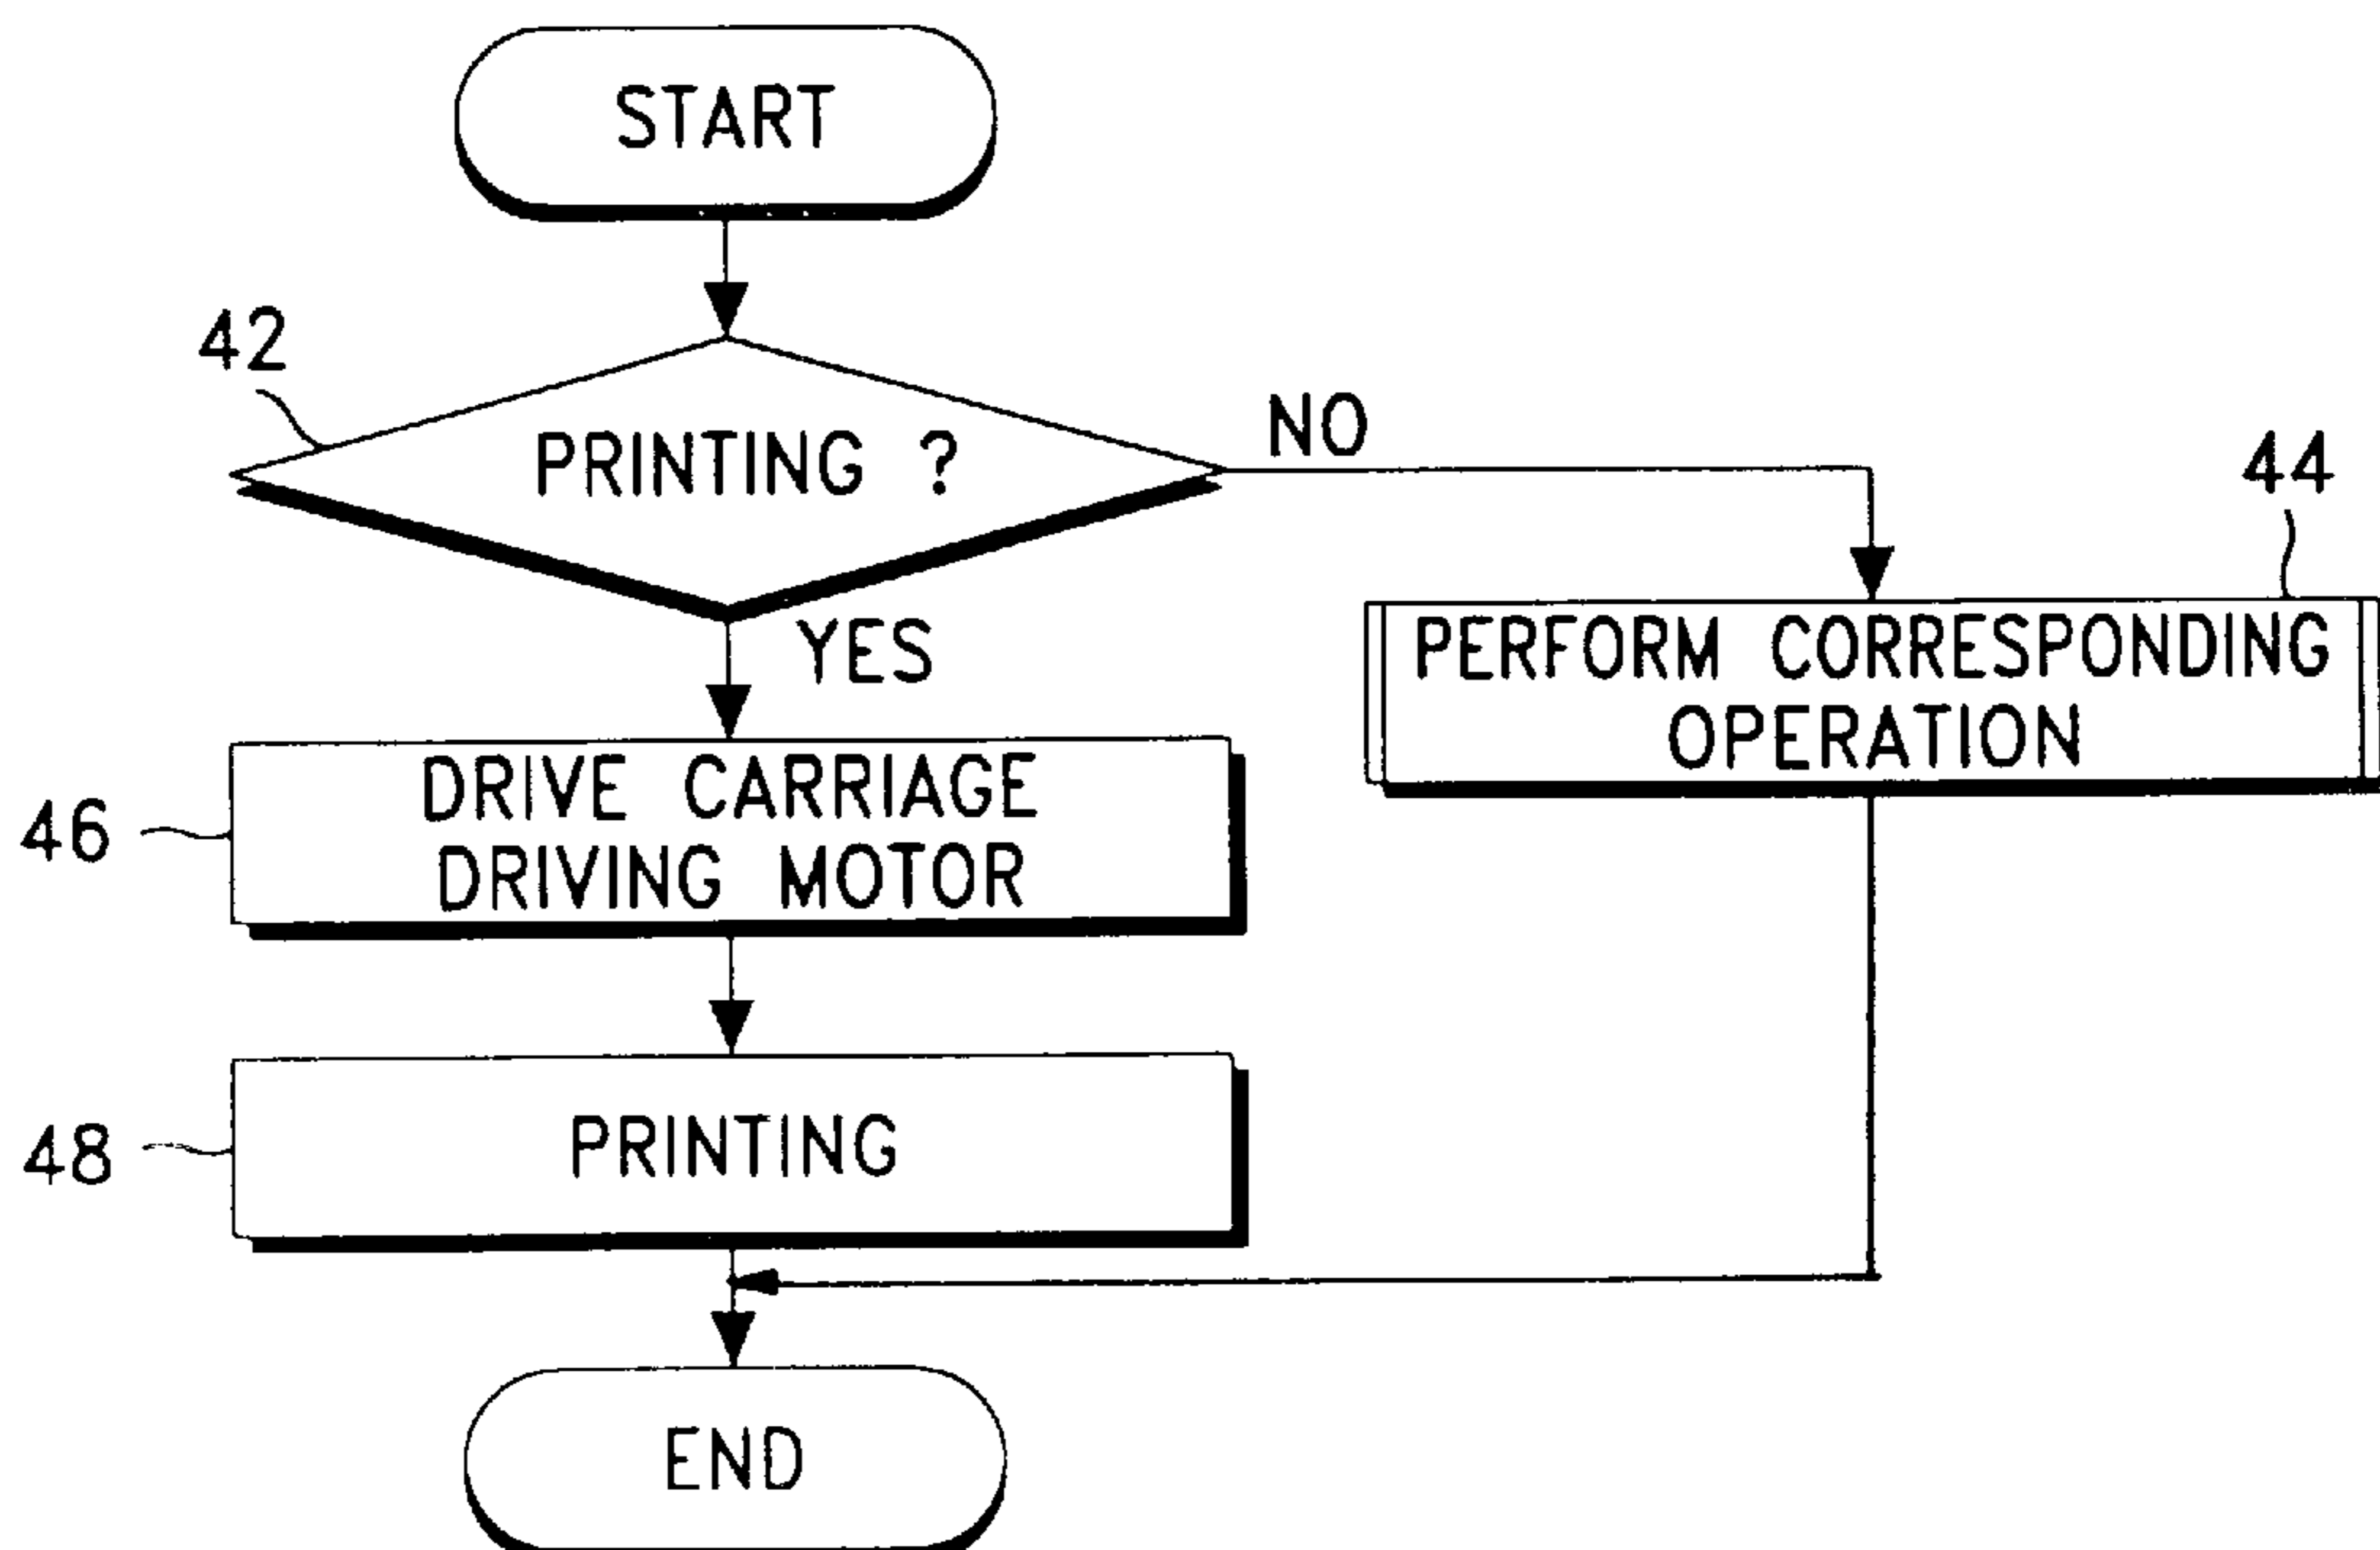 START
42
PRINTING ?
NO
44
YES
PERFORM CORRESPONDING
OPERATION
46
DRIVE CARRIAGE
DRIVING MOTOR
48
PRINTING
END